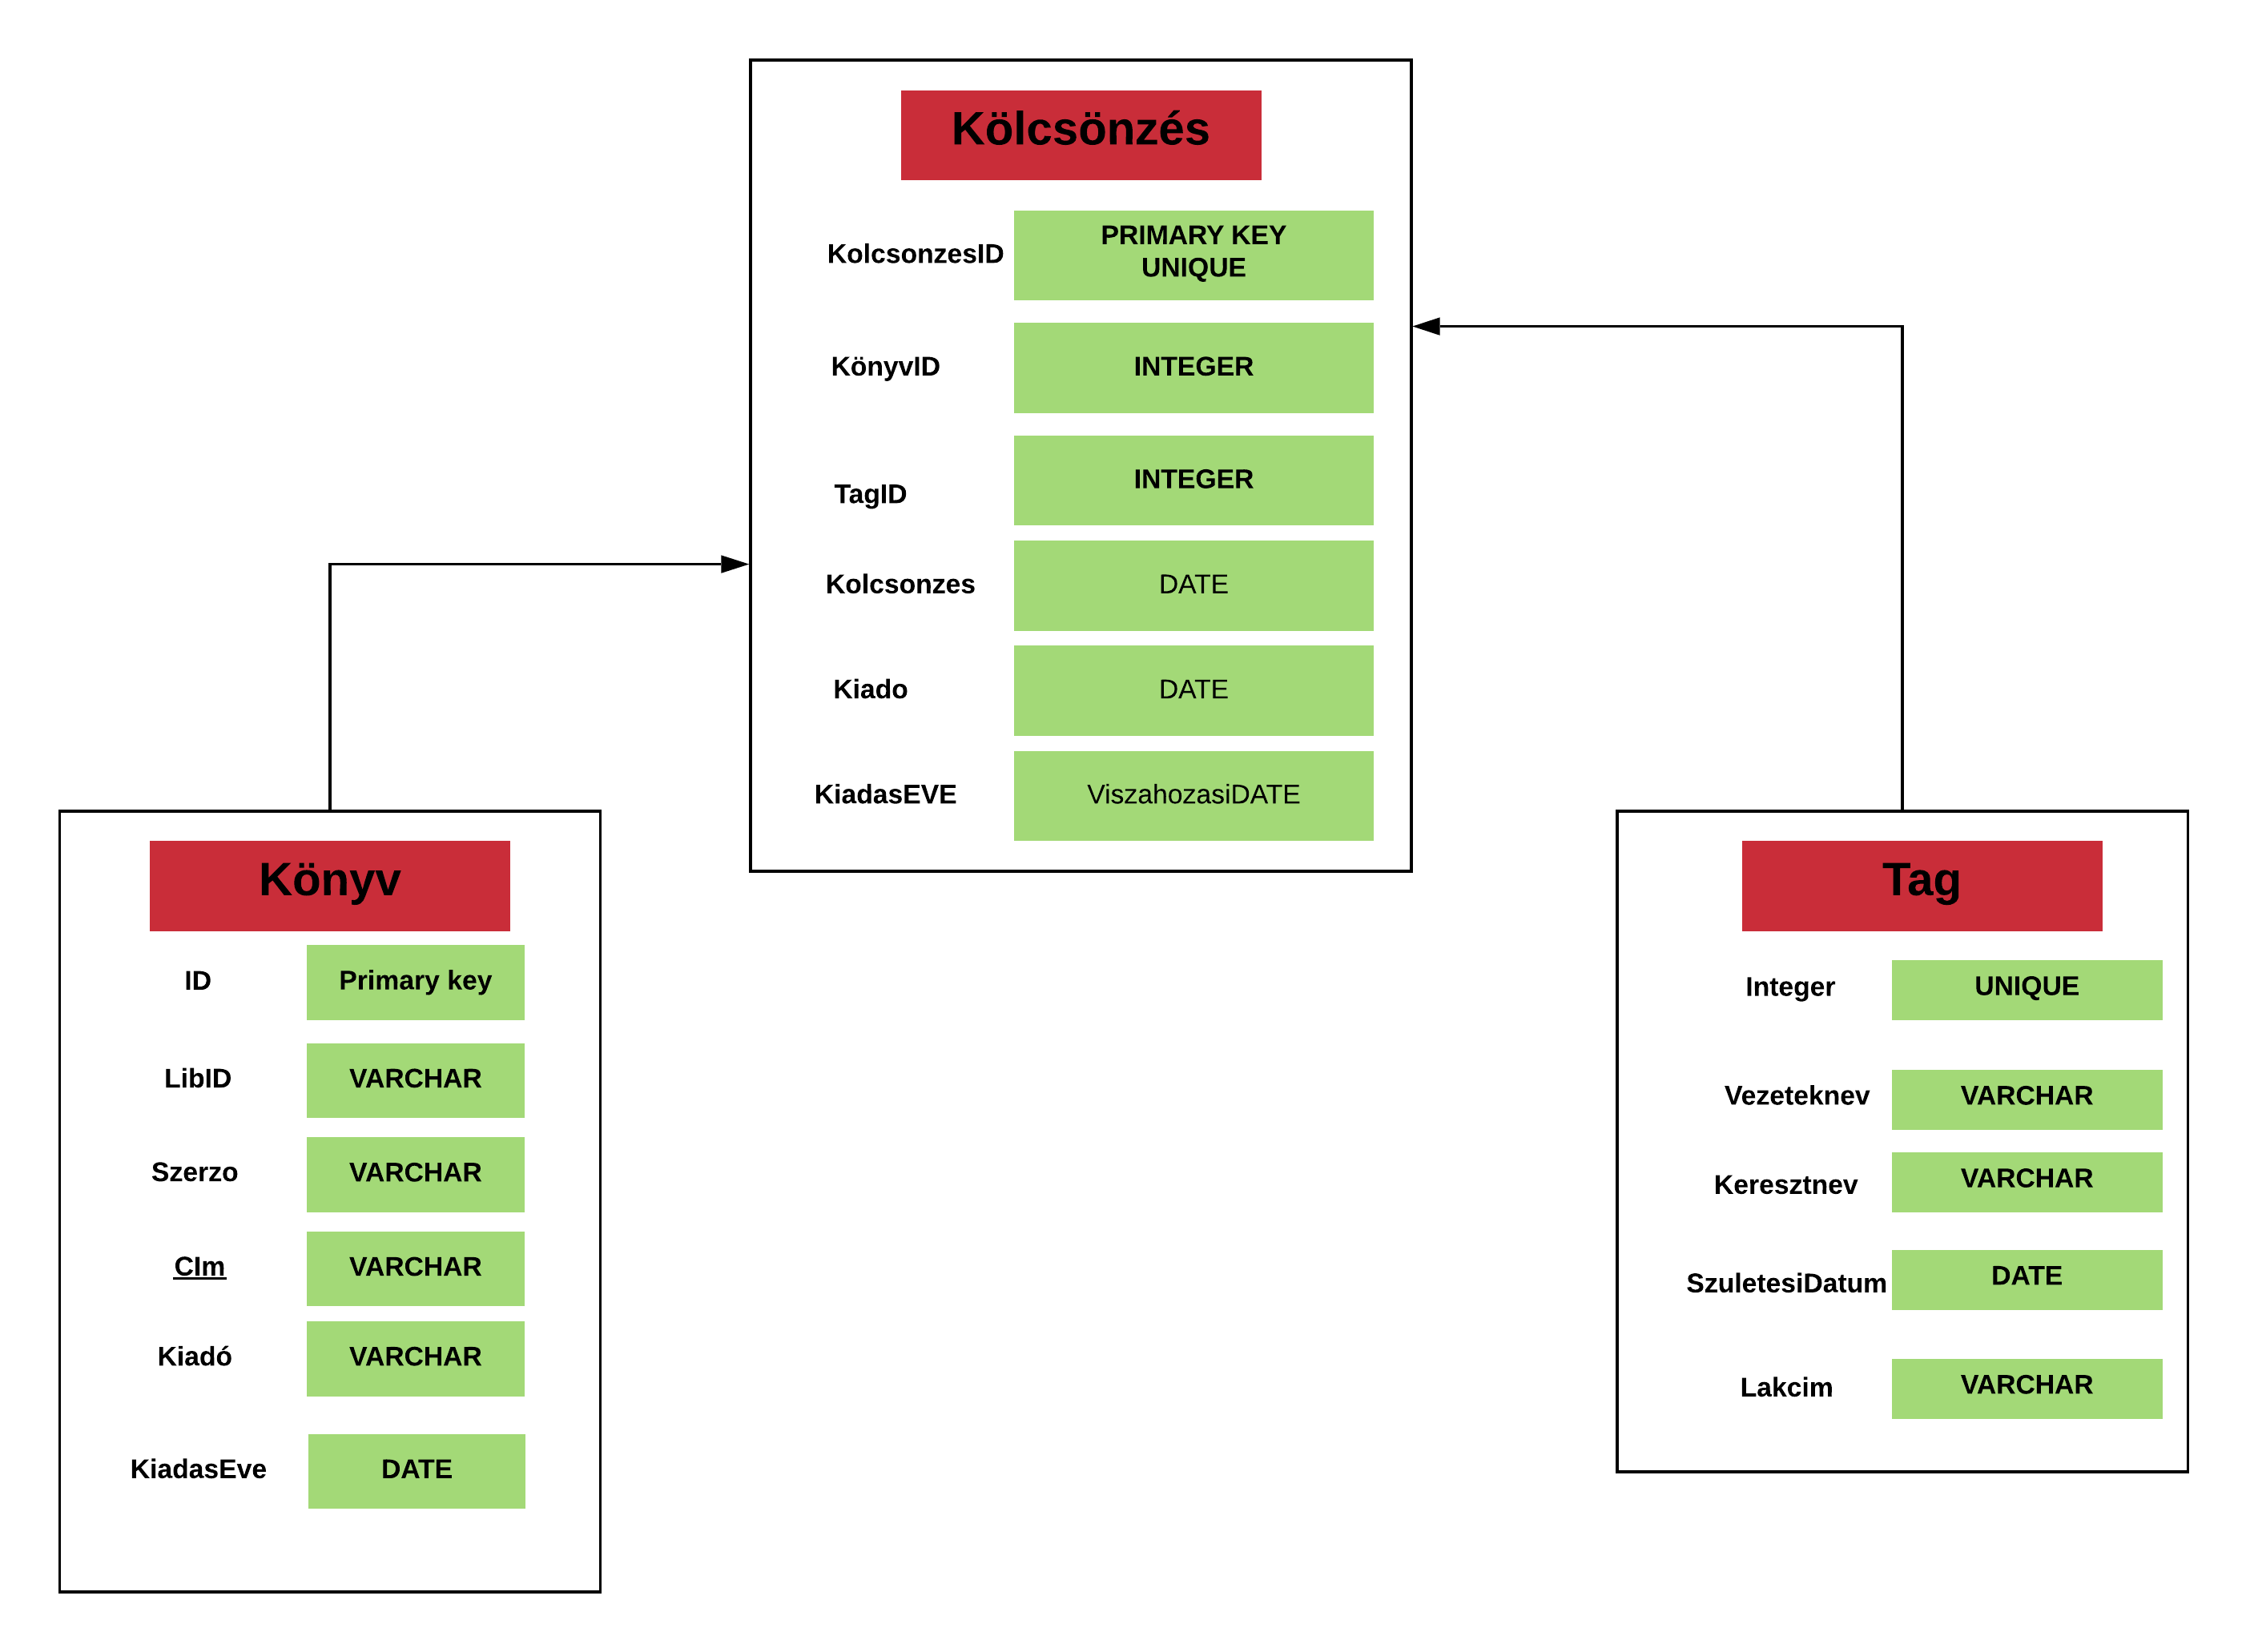 Kölcsönzés
KolcsonzesID
PRIMARY KEY
UNIQUE
KönyvID
INTEGER
TagID
INTEGER
Kolcsonzes
DATE
Kiado
DATE
KiadasEVE
ViszahozasiDATE
Könyv
ID
Primary key
LibID
VARCHAR
Szerzo
VARCHAR
CIm
VARCHAR
Kiadó
VARCHAR
KiadasEve
DATE
Tag
Integer
UNIQUE
Vezeteknev
VARCHAR
Keresztnev
VARCHAR
SzuletesiDatum
DATE
Lakcim
VARCHAR